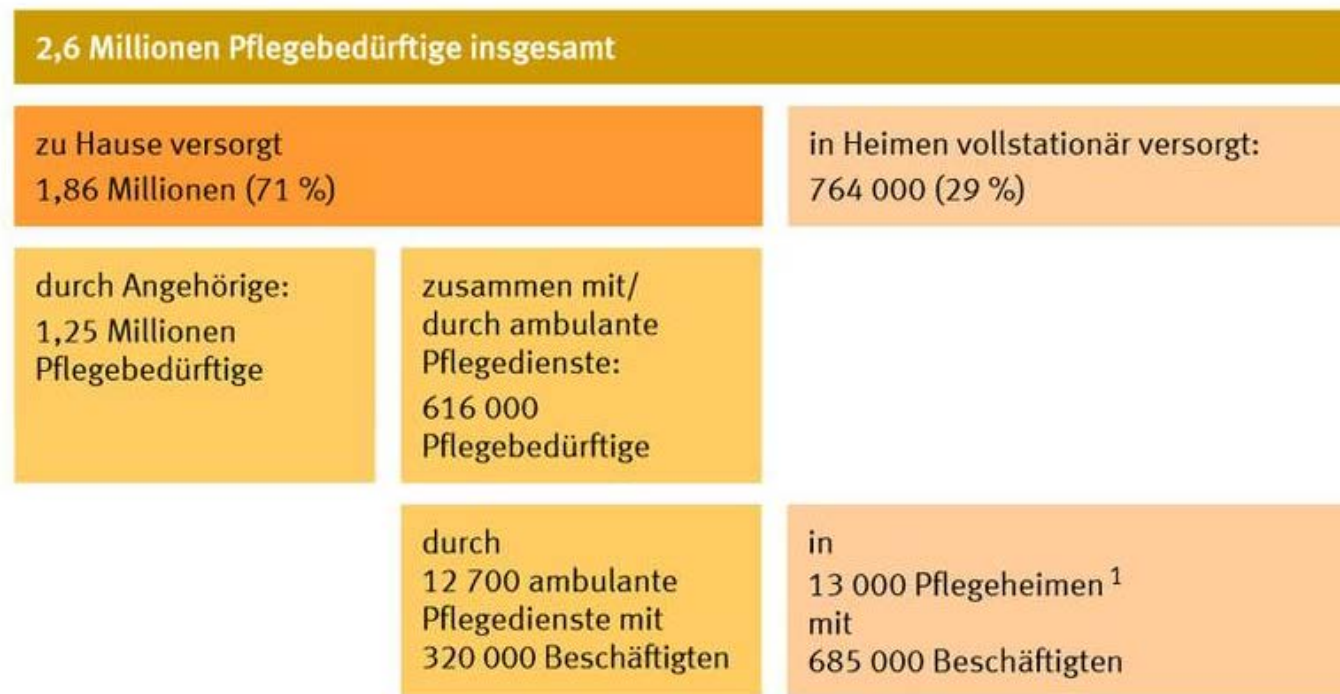 2,6 Millionen Pflegebedürftige insgesamt
zu Hause versorgt
1,86 Millionen (71 %)
in Heimen vollstationär versorgt:
764 000 (29 %)
durch Angehörige:
1,25 Millionen
Pflegebedürftige
zusammen mit/
durch ambulante
Pflegedienste:
616 000
Pflegebedürftige
durch
12 700 ambulante
Pflegedienste mit
320 000 Beschäftigten
in
13 000 Pflegeheimen 1
mit
685 000 Beschäftigten